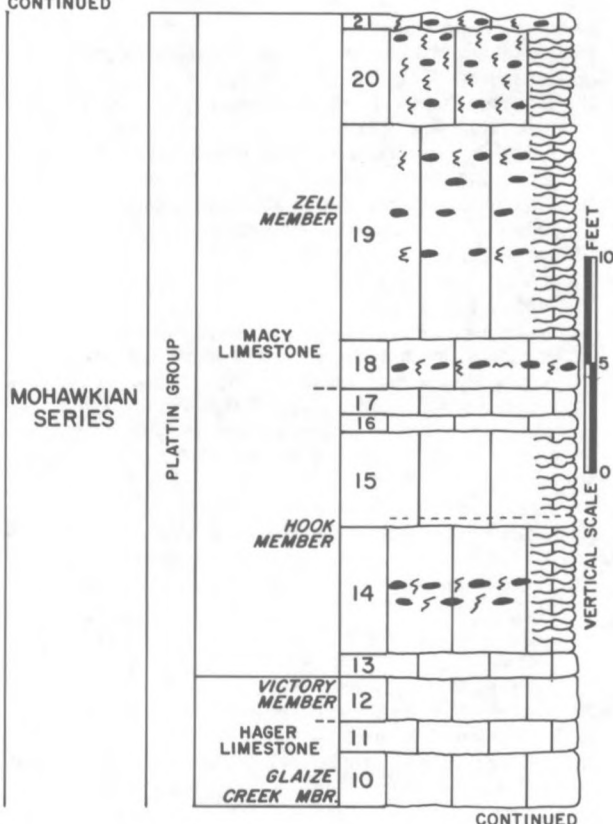 CONTINUED
21
20
ZELL
MEMBER
19
FEET
10
MACY
LIMESTONE
18
5
MOHAWKIAN
SERIES
PLATTIN GROUP
17
16
15
0
VERTICAL SCALE
HOOK
MEMBER
14
13
VICTORY
MEMBER
12
HAGER
LIMESTONE
11
GLAIZE
CREEK MBR.
10
CONTINUED